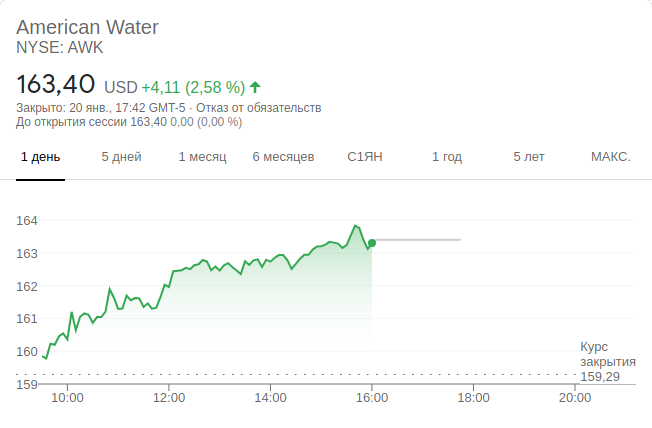 American Water
NYSE: AWK
163,40 USD +4,11 (2,58 %)
Закрыто: 20 янв., 17:42 GMT-5 · Отказ от обязательств
До открытия сессии 163,40 0,00 (0,00 %)
1 день 5 дней 1 месяц 6 месяцев С1ЯН 1 год 5 лет МАКС.
164
163
162
161
160
Курс
закрытия
159,29
159
10:00 12:00 14:00 16:00 18:00 20:00